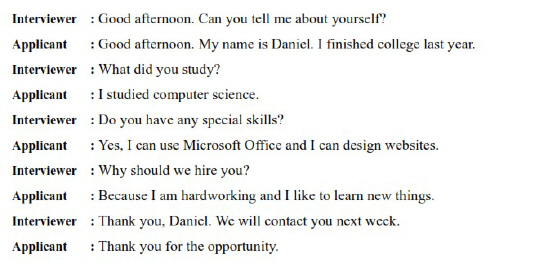 Interviewer : Good afternoon. Can you tell me about yourself?
Applicant : Good afternoon. My name is Daniel. I finished college last year.
Interviewer : What did you study?
Applicant : I studied computer science.
Interviewer : Do you have any special skills?
Applicant : Yes, I can use Microsoft Office and I can design websites.
Interviewer : Why should we hire you?
Applicant : Because I am hardworking and I like to learn new things.
Interviewer : Thank you, Daniel. We will contact you next week.
Applicant : Thank you for the opportunity.